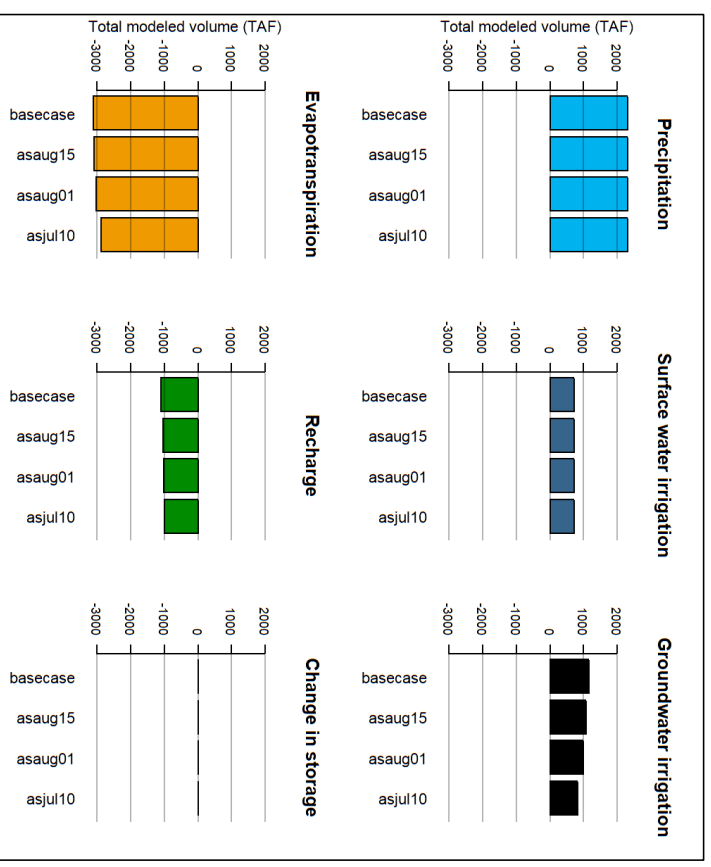 Total modeled volume (TAF)
-3000 -2000 -1000 0 1000 2000
Evapotranspiration
basecase
asaug15
asaug01
asjul10
Total modeled volume (TAF)
-3000 -2000 -1000 0 1000 2000
Precipitation
basecase
asaug15
asaug01
asjul10
-3000 -2000 -1000 0 1000 2000
Recharge
basecase
asaug15
asaug01
asjul10
-3000 -2000 -1000 0 1000 2000
Surface water irrigation
basecase
asaug15
asaug01
asjul10
-3000 -2000 -1000 0 1000 2000
Change in storage
basecase
asaug15
asaug01
asjul10
-3000 -2000 -1000 0 1000 2000
Groundwater irrigation
basecase
asaug15
asaug01
asjul10